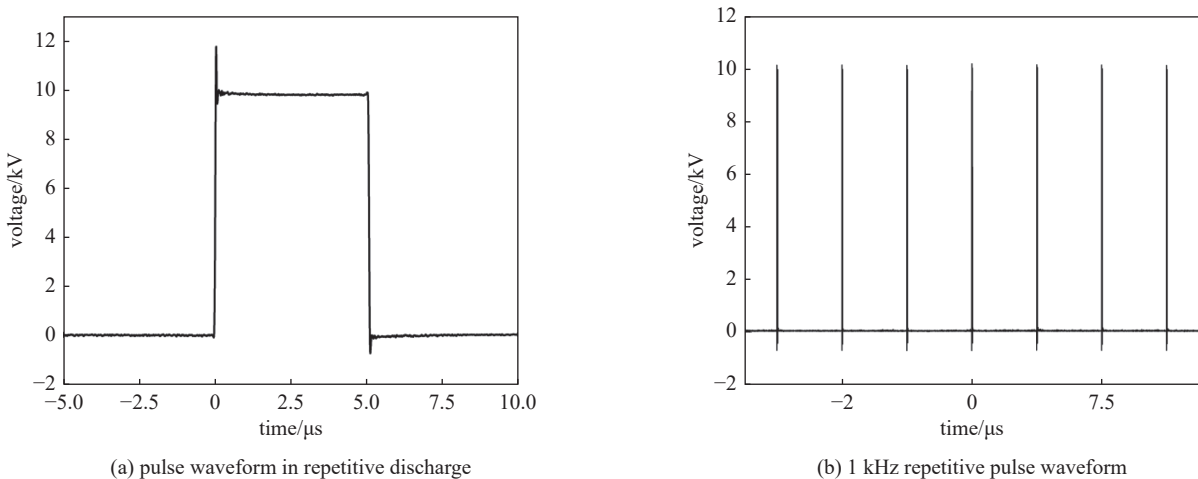 12
10
8
6
4
2
0
−2
voltage/kV
−5.0 −2.5 0 2.5 5.0 7.5 10.0
time/μs
(a) pulse waveform in repetitive discharge
12
10
8
6
4
2
0
−2
voltage/kV
−2 0 7.5
time/μs
(b) 1 kHz repetitive pulse waveform